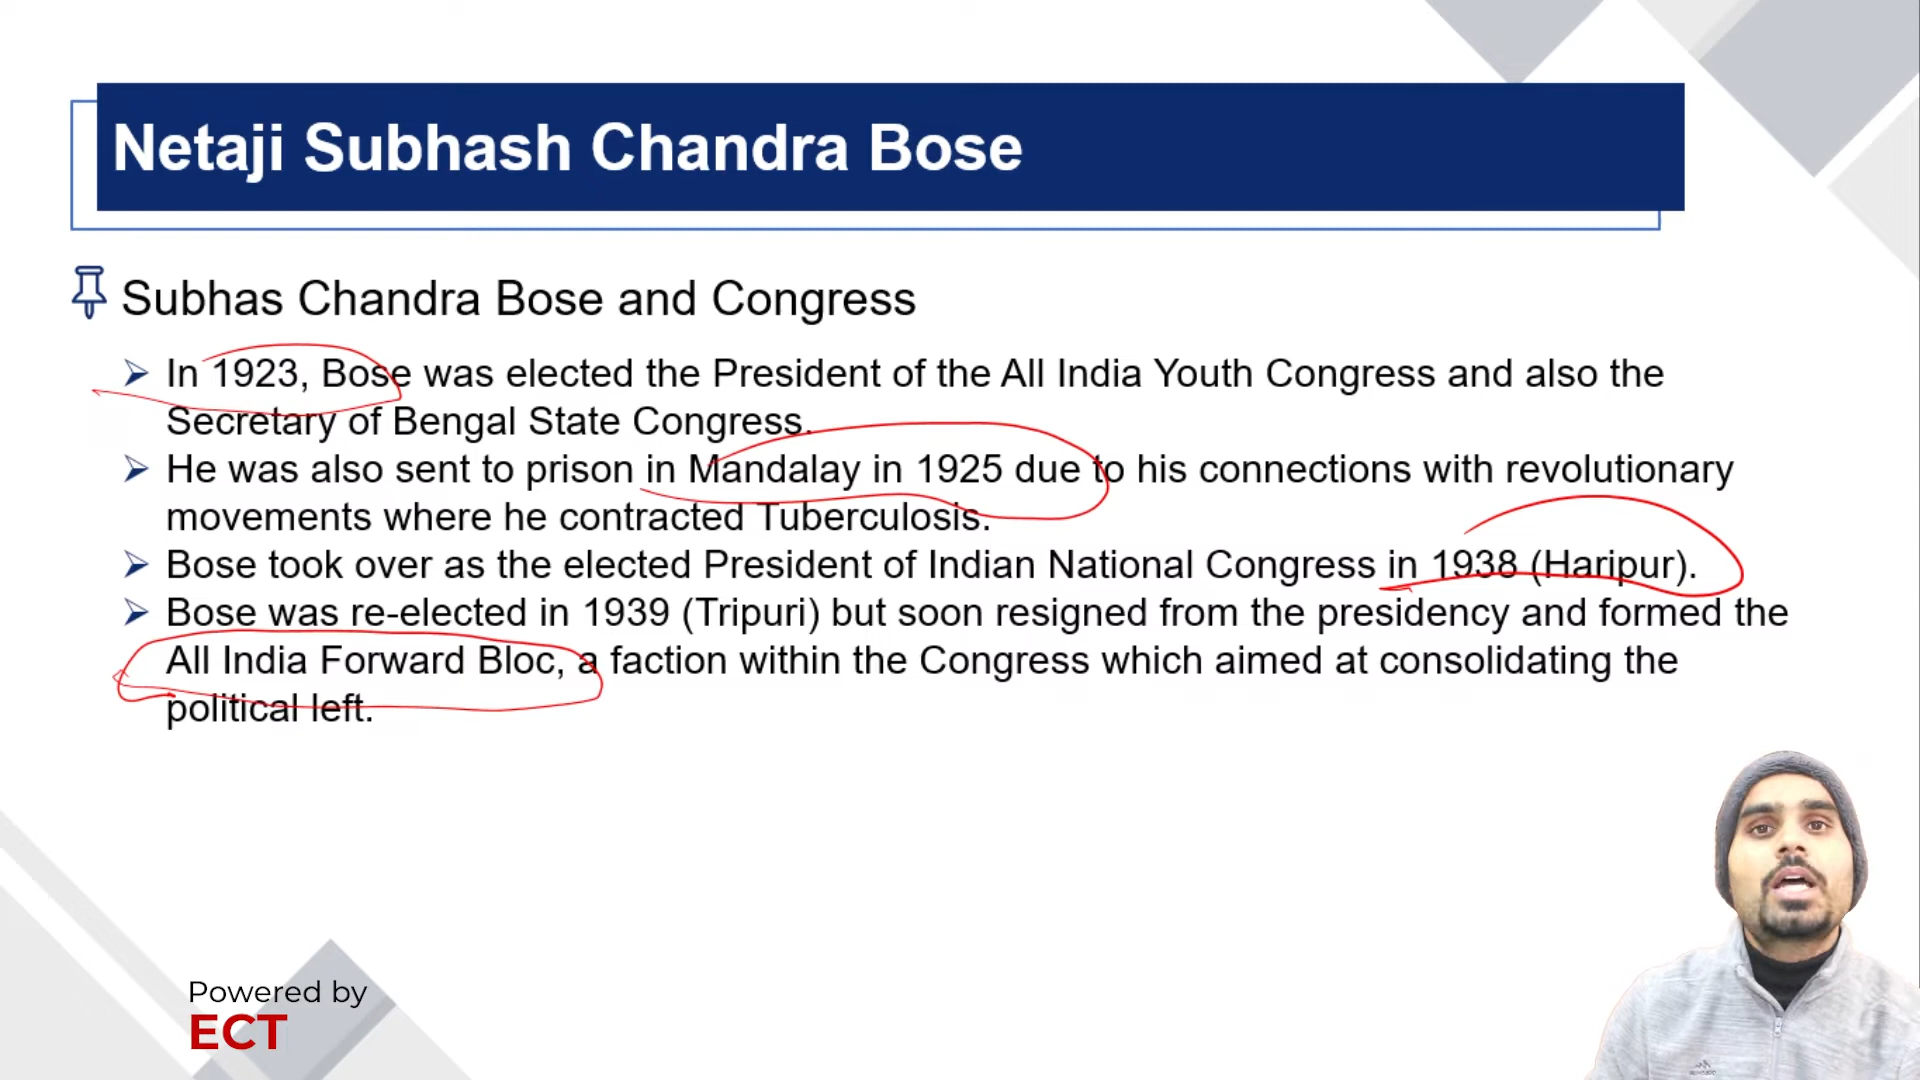 Netaji Subhash Chandra Bose
Subhas Chandra Bose and Congress
In 1923, Bose was elected the President of the All India Youth Congress and also the
Secretary of Bengal State Congress.
He was also sent to prison in Mandalay in 1925 due to his connections with revolutionary
movements where he contracted Tuberculosis.
Bose took over as the elected President of Indian National Congress in 1938 (Haripur).
Bose was re-elected in 1939 (Tripuri) but soon resigned from the presidency and formed the
All India Forward Bloc, a faction within the Congress which aimed at consolidating the
political left.
Powered by
ECT